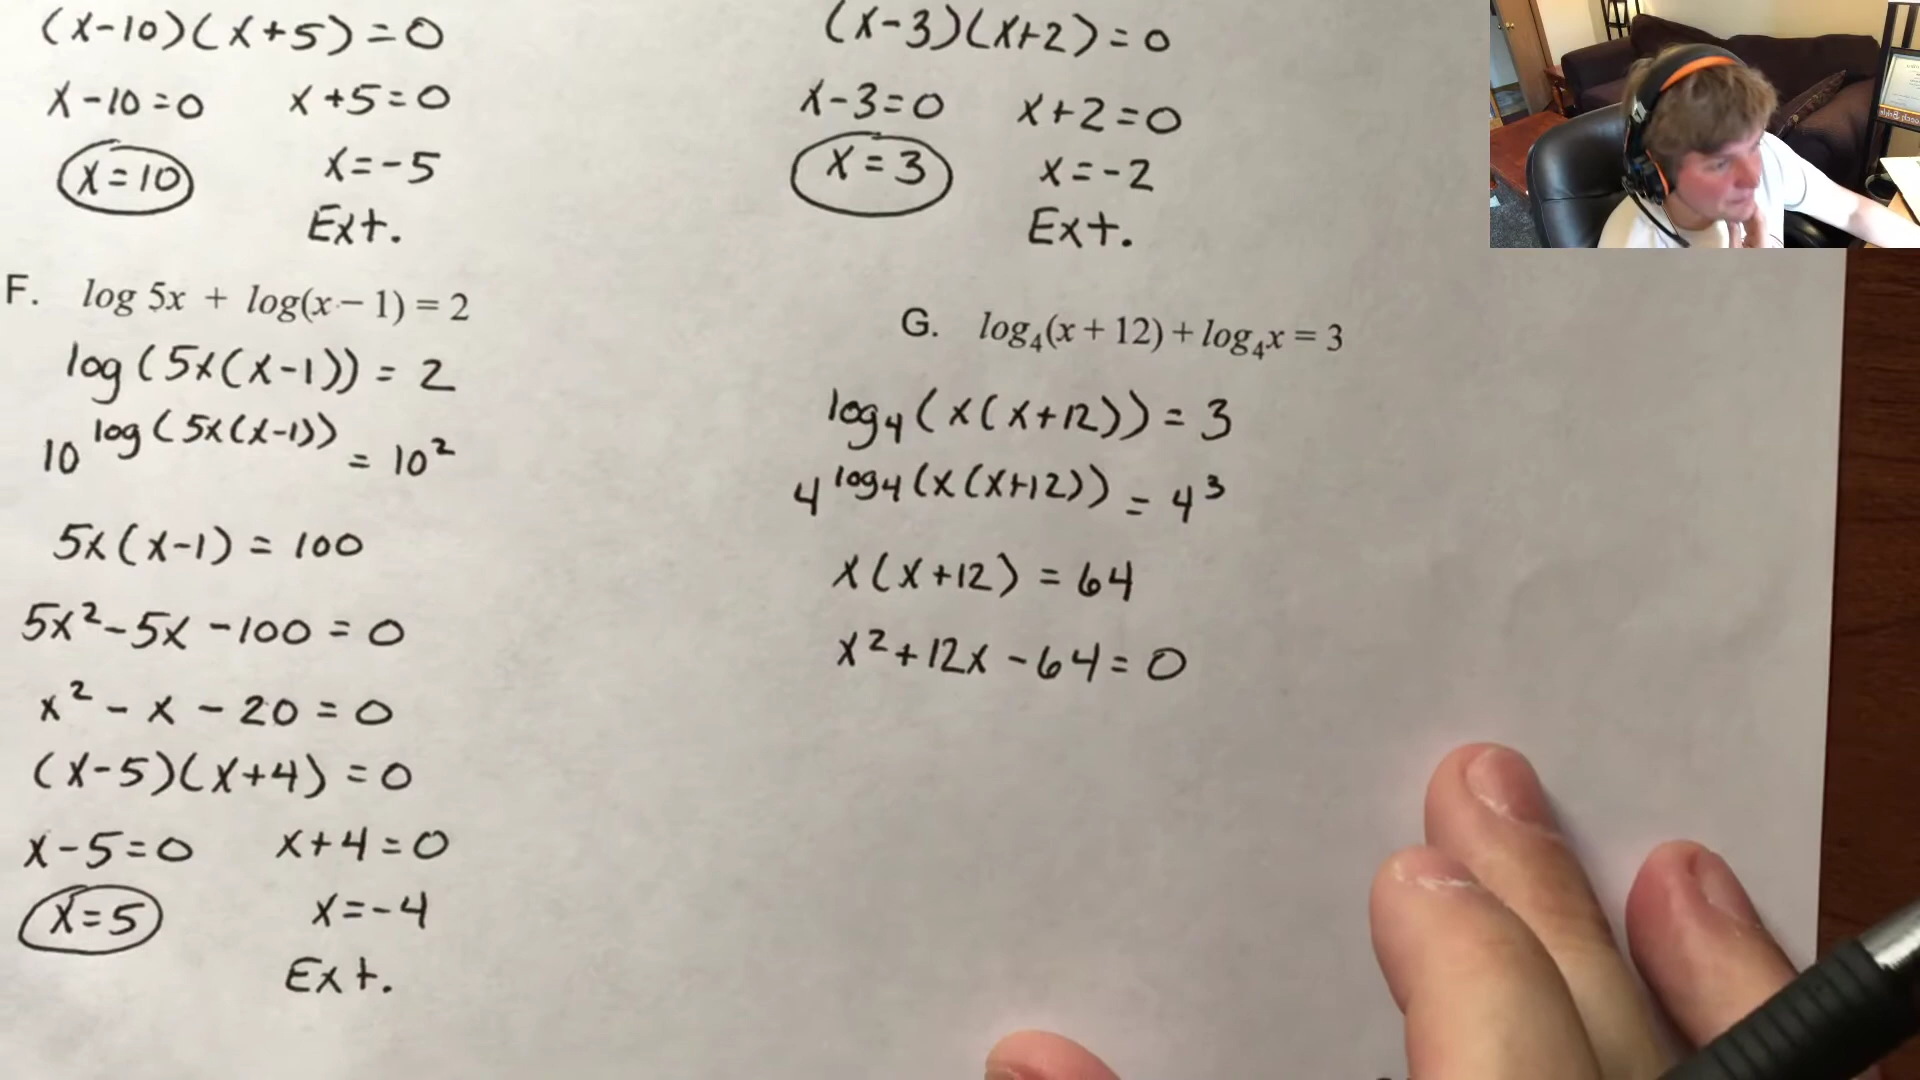 (x-10)(x+5)=0
x-10=0 x+5=0
x=10 x=-5
Ext.
F. log 5x + log(x - 1) = 2
log(5x(x-1)) = 2
10^log(5x(x-1)) = 10²
5x(x-1) = 100
5x²-5x-100=0
x²-x-20=0
(x-5)(x+4)=0
x-5=0 x+4=0
x=5 x=-4
Ext.
(x-3)(x+2)=0
x-3=0 x+2=0
x=3 x=-2
Ext.
G. log₄(x + 12) + log₄x = 3
log₄(x(x+12)) = 3
4^log₄(x(x+12)) = 4³
x(x+12) = 64
x²+12x-64=0